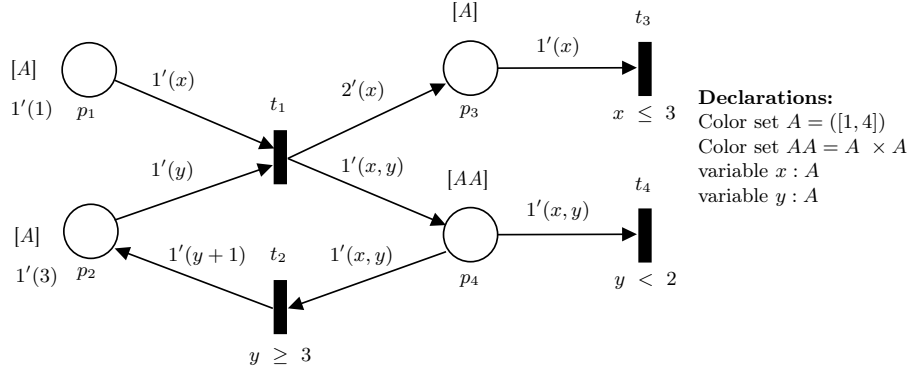 [A]
1′(1)
p1
1′(x)
t1
2′(x)
[A]
p3
1′(x)
t3
x ≤ 3
1′(y)
1′(x, y)
[A]
1′(3)
p2
1′(y+1)
t2
y ≥ 3
1′(x, y)
[AA]
p4
1′(x, y)
t4
y < 2
Declarations:
Color set A = ([1, 4])
Color set AA = A × A
variable x : A
variable y : A